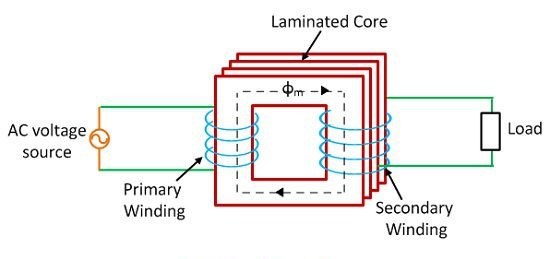 Laminated Core
ϕm
AC voltage
source
Load
Primary
Winding
Secondary
Winding